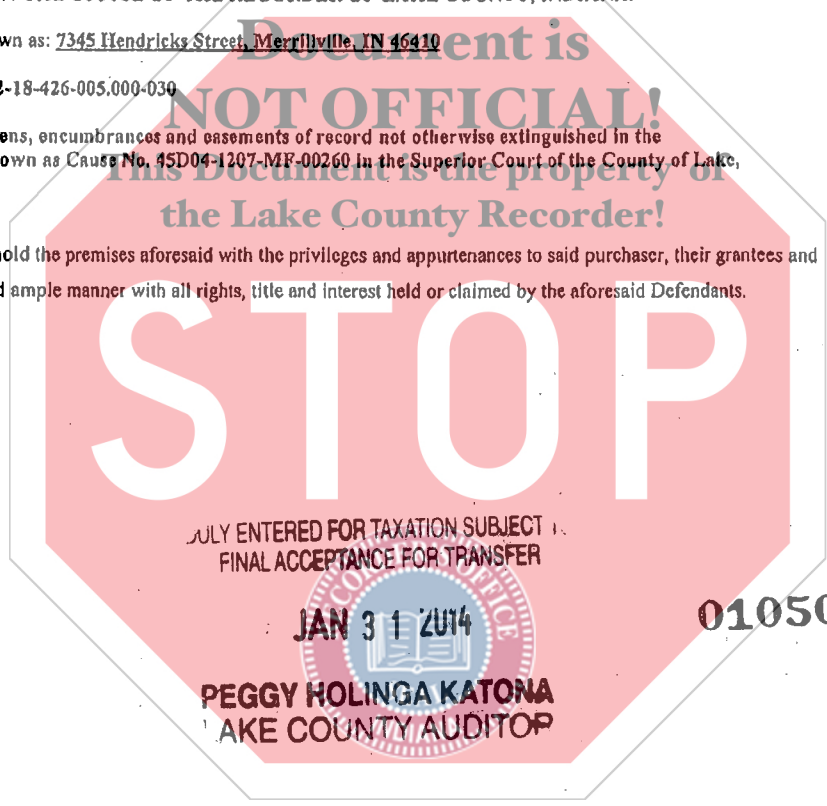 wn as: 7345 Hendricks Street, Merrillville, IN 46410
Document is
-18-426-005.000-030
NOT OFFICIAL!
ens, encumbrances and easements of record not otherwise extinguished in the
own as Cause No. 45D04-1207-MF-00260 in the Superior Court of the County of Lake,
This Document is the property of
the Lake County Recorder!
old the premises aforesaid with the privileges and appurtenances to said purchaser, their grantees and
d ample manner with all rights, title and interest held or claimed by the aforesaid Defendants.
STOP
ULY ENTERED FOR TAXATION SUBJECT
FINAL ACCEPTANCE FOR TRANSFER
JAN 31 2014
0105
PEGGY HOLINGA KATONA
AKE COUNTY AUDITOR